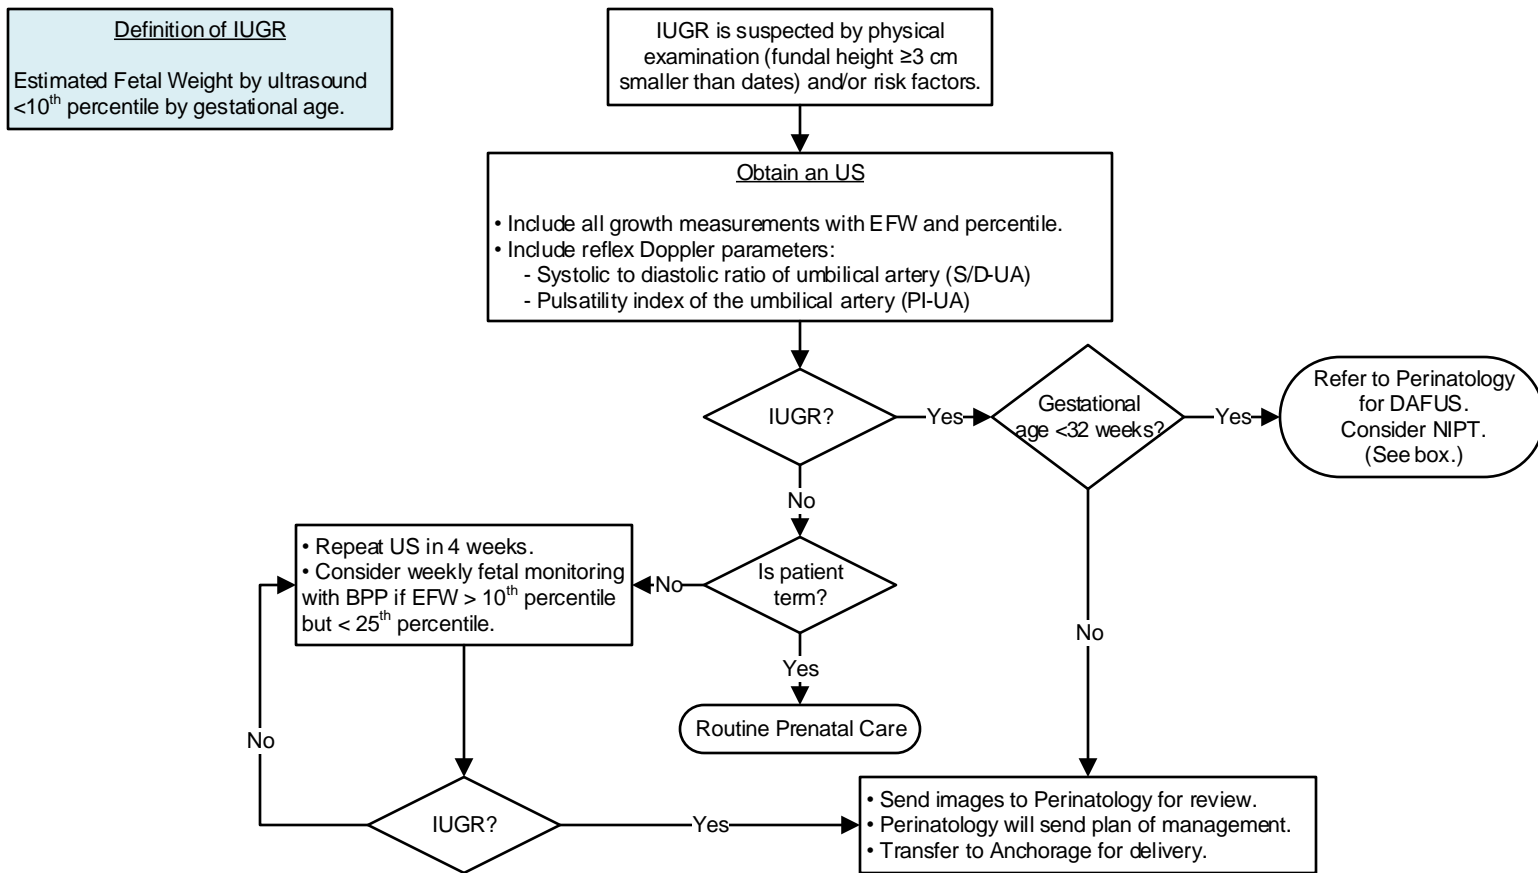 Definition of IUGR
Estimated Fetal Weight by ultrasound
<10th percentile by gestational age.
IUGR is suspected by physical
examination (fundal height ≥3 cm
smaller than dates) and/or risk factors.
Obtain an US
• Include all growth measurements with EFW and percentile.
• Include reflex Doppler parameters:
- Systolic to diastolic ratio of umbilical artery (S/D-UA)
- Pulsatility index of the umbilical artery (PI-UA)
IUGR?
Yes
Gestational
age <32 weeks?
Yes
Refer to Perinatology
for DAFUS.
Consider NIPT.
(See box.)
No
• Repeat US in 4 weeks.
• Consider weekly fetal monitoring
with BPP if EFW > 10th percentile
but < 25th percentile.
No
Is patient
term?
No
Yes
Routine Prenatal Care
No
IUGR?
Yes
• Send images to Perinatology for review.
• Perinatology will send plan of management.
• Transfer to Anchorage for delivery.